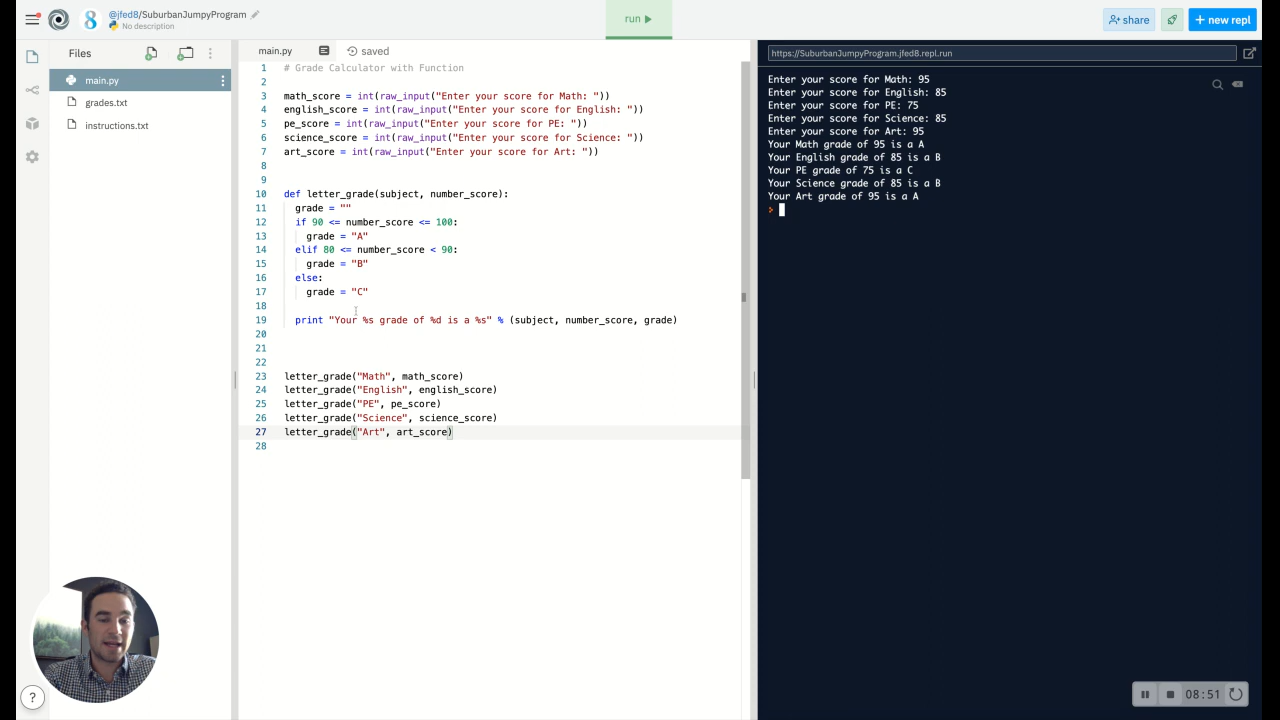 @jfed8/SuburbanJumpyProgram
No description
run
share
+ new repl
Files
main.py
grades.txt
instructions.txt
main.py
saved
1 # Grade Calculator with Function
2
3 math_score = int(raw_input("Enter your score for Math: "))
4 english_score = int(raw_input("Enter your score for English: "))
5 pe_score = int(raw_input("Enter your score for PE: "))
6 science_score = int(raw_input("Enter your score for Science: "))
7 art_score = int(raw_input("Enter your score for Art: "))
8
9
10 def letter_grade(subject, number_score):
11 grade = ""
12 if 90 <= number_score <= 100:
13 grade = "A"
14 elif 80 <= number_score < 90:
15 grade = "B"
16 else:
17 grade = "C"
18
19 print "Your %s grade of %d is a %s" % (subject, number_score, grade)
20
21
22
23 letter_grade("Math", math_score)
24 letter_grade("English", english_score)
25 letter_grade("PE", pe_score)
26 letter_grade("Science", science_score)
27 letter_grade("Art", art_score)
28
https://SuburbanJumpyProgram.jfed8.repl.run
Enter your score for Math: 95
Enter your score for English: 85
Enter your score for PE: 75
Enter your score for Science: 85
Enter your score for Art: 95
Your Math grade of 95 is a A
Your English grade of 85 is a B
Your PE grade of 75 is a C
Your Science grade of 85 is a B
Your Art grade of 95 is a A
>
?
08:51